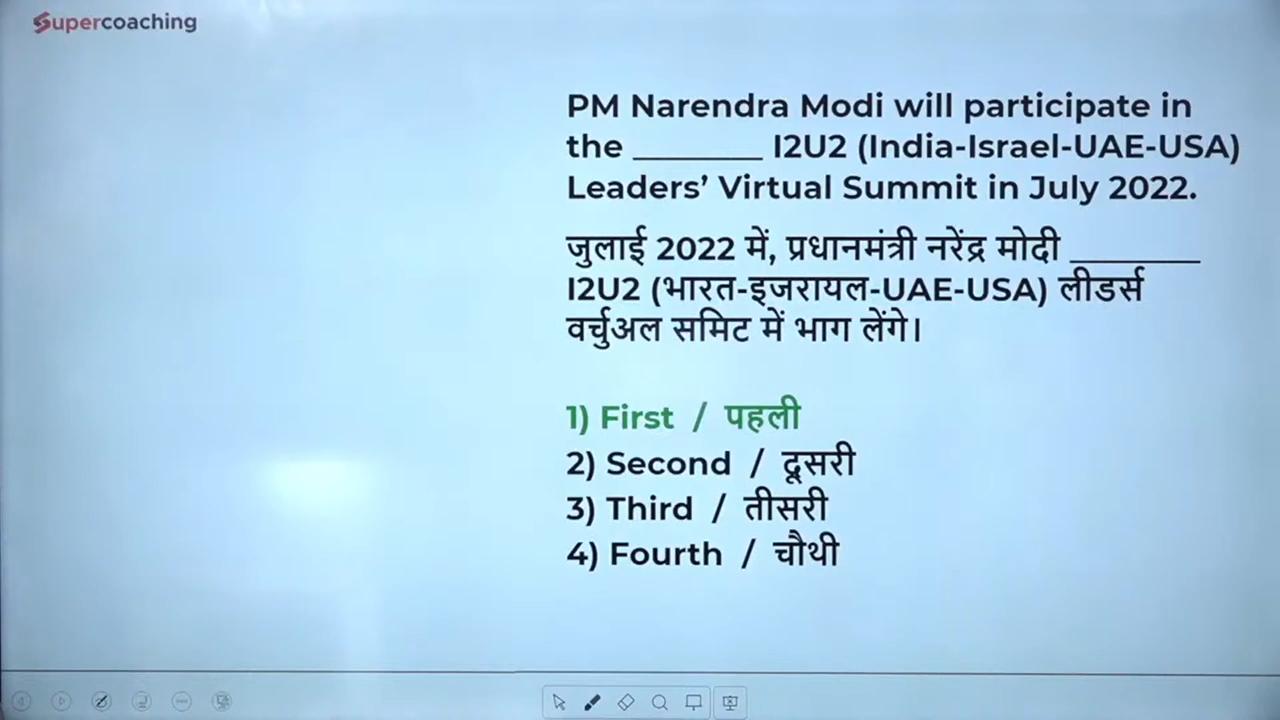 Supercoaching
PM Narendra Modi will participate in
the ________ I2U2 (India-Israel-UAE-USA)
Leaders’ Virtual Summit in July 2022.
जुलाई 2022 में, प्रधानमंत्री नरेंद्र मोदी ________
I2U2 (भारत-इजरायल-UAE-USA) लीडर्स
वर्चुअल समिट में भाग लेंगे।
1) First / पहली
2) Second / दूसरी
3) Third / तीसरी
4) Fourth / चौथी